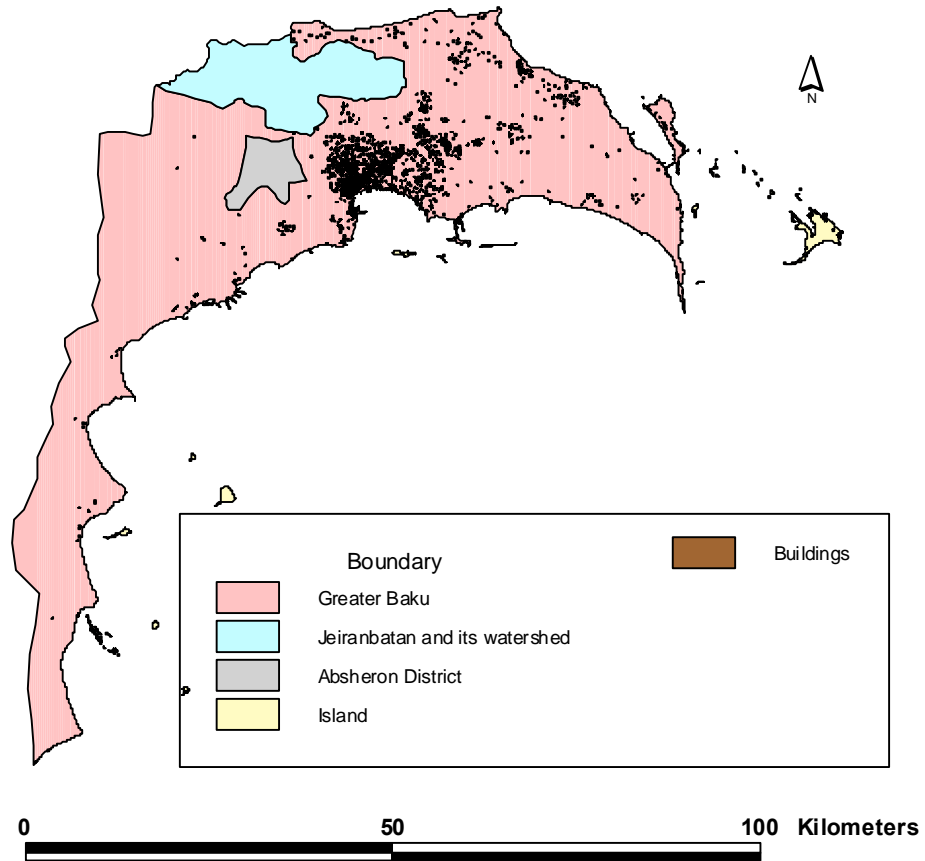 N
Boundary
Greater Baku
Jeiranbatan and its watershed
Absheron District
Island
Buildings
0 50 100 Kilometers